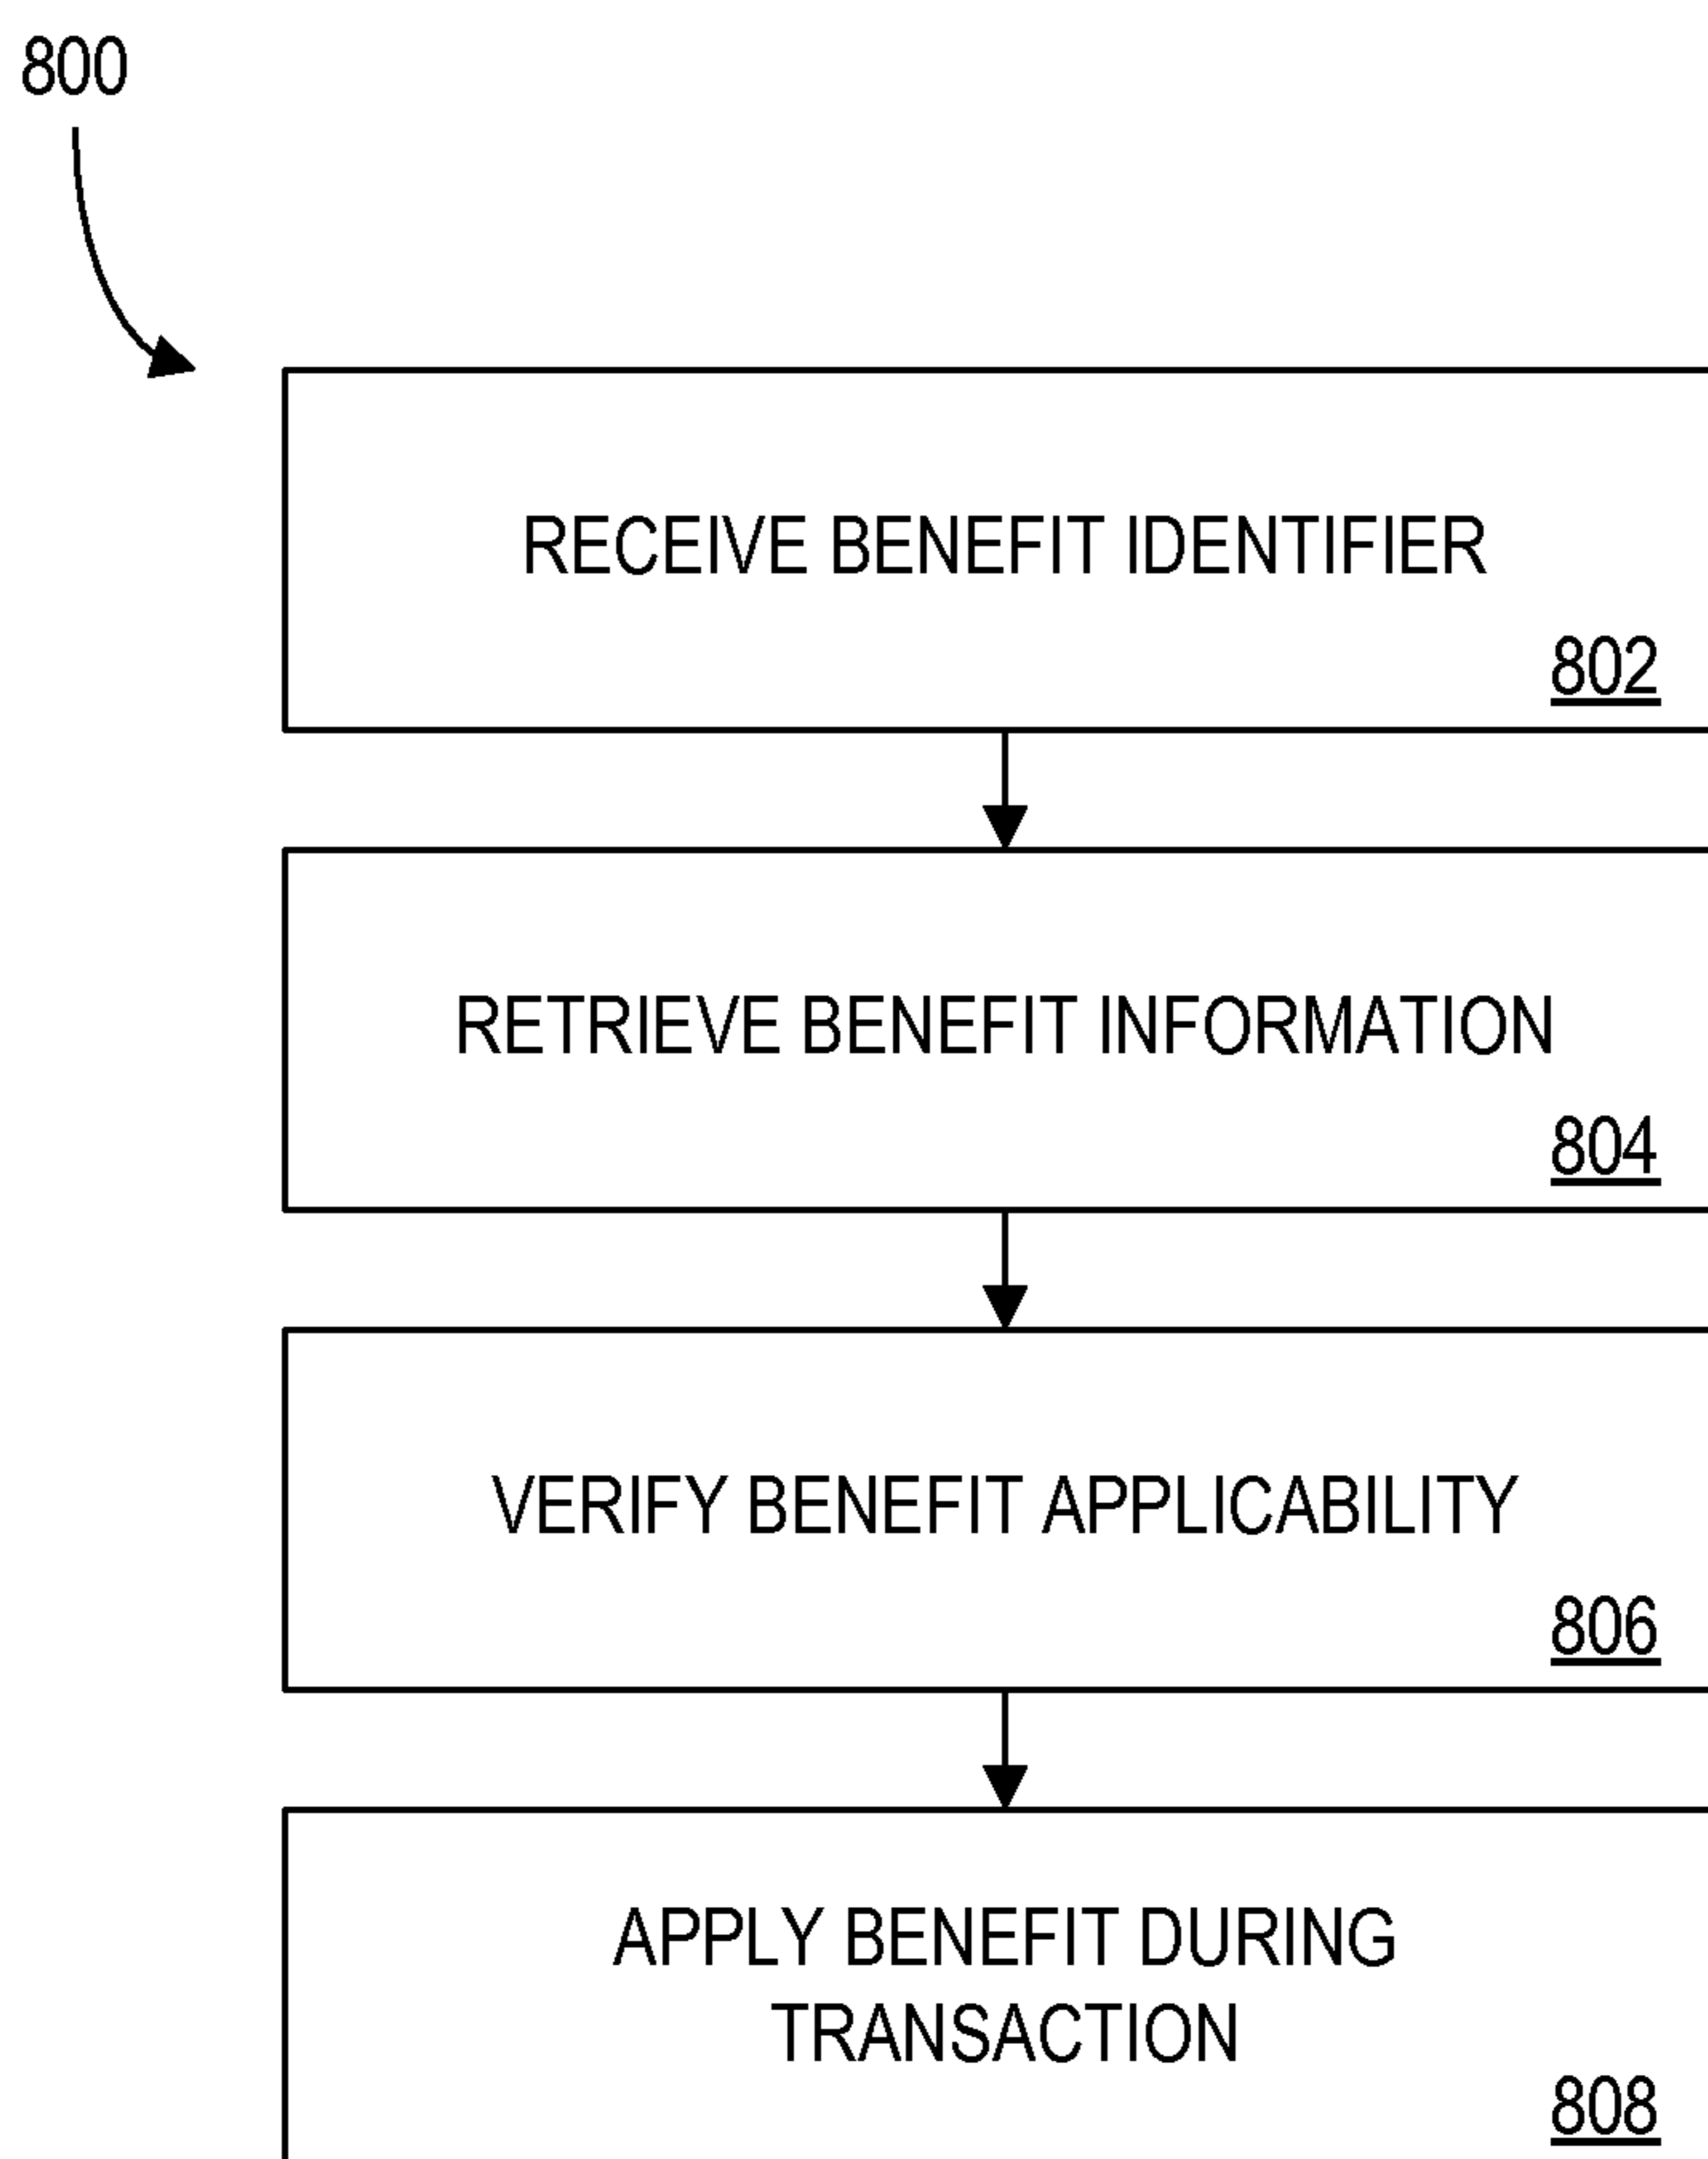 800
RECEIVE BENEFIT IDENTIFIER
802
RETRIEVE BENEFIT INFORMATION
804
VERIFY BENEFIT APPLICABILITY
806
APPLY BENEFIT DURING
TRANSACTION
808